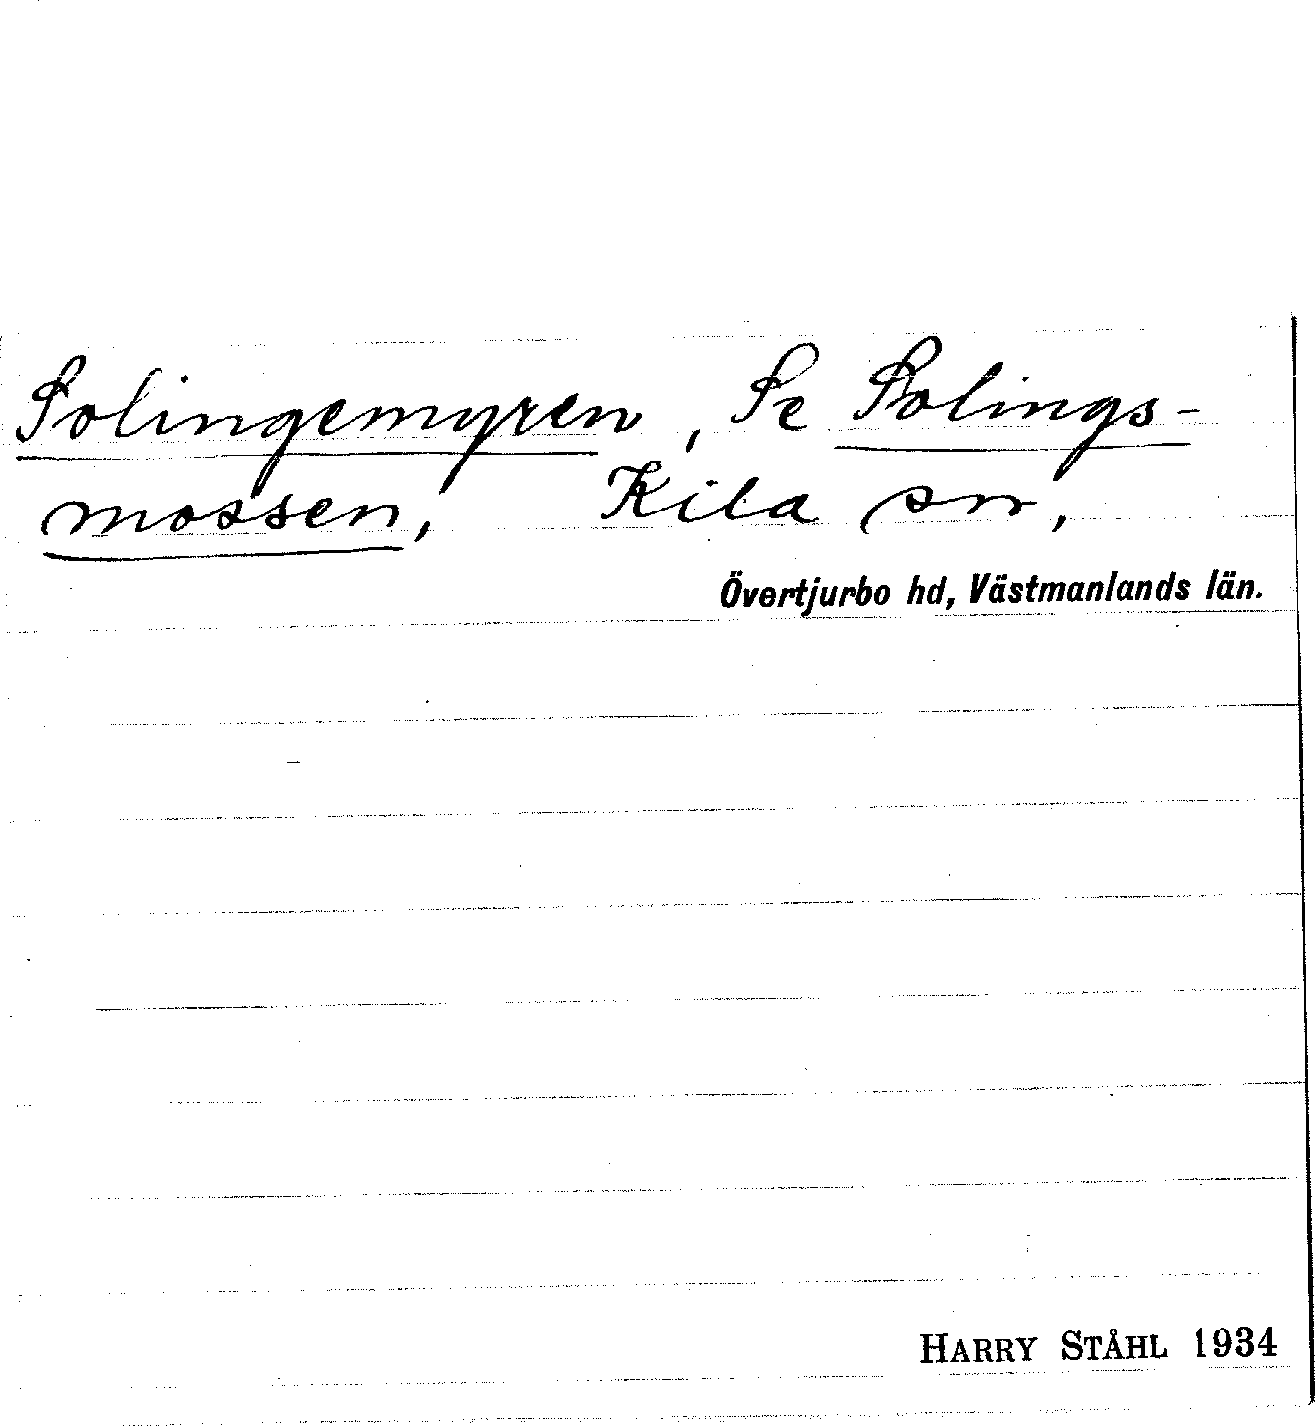 Solingemyren, Se Solings-
mossen, Kila sn,
Övertjurbo hd, Västmanlands län.
HARRY STÅHL 1934